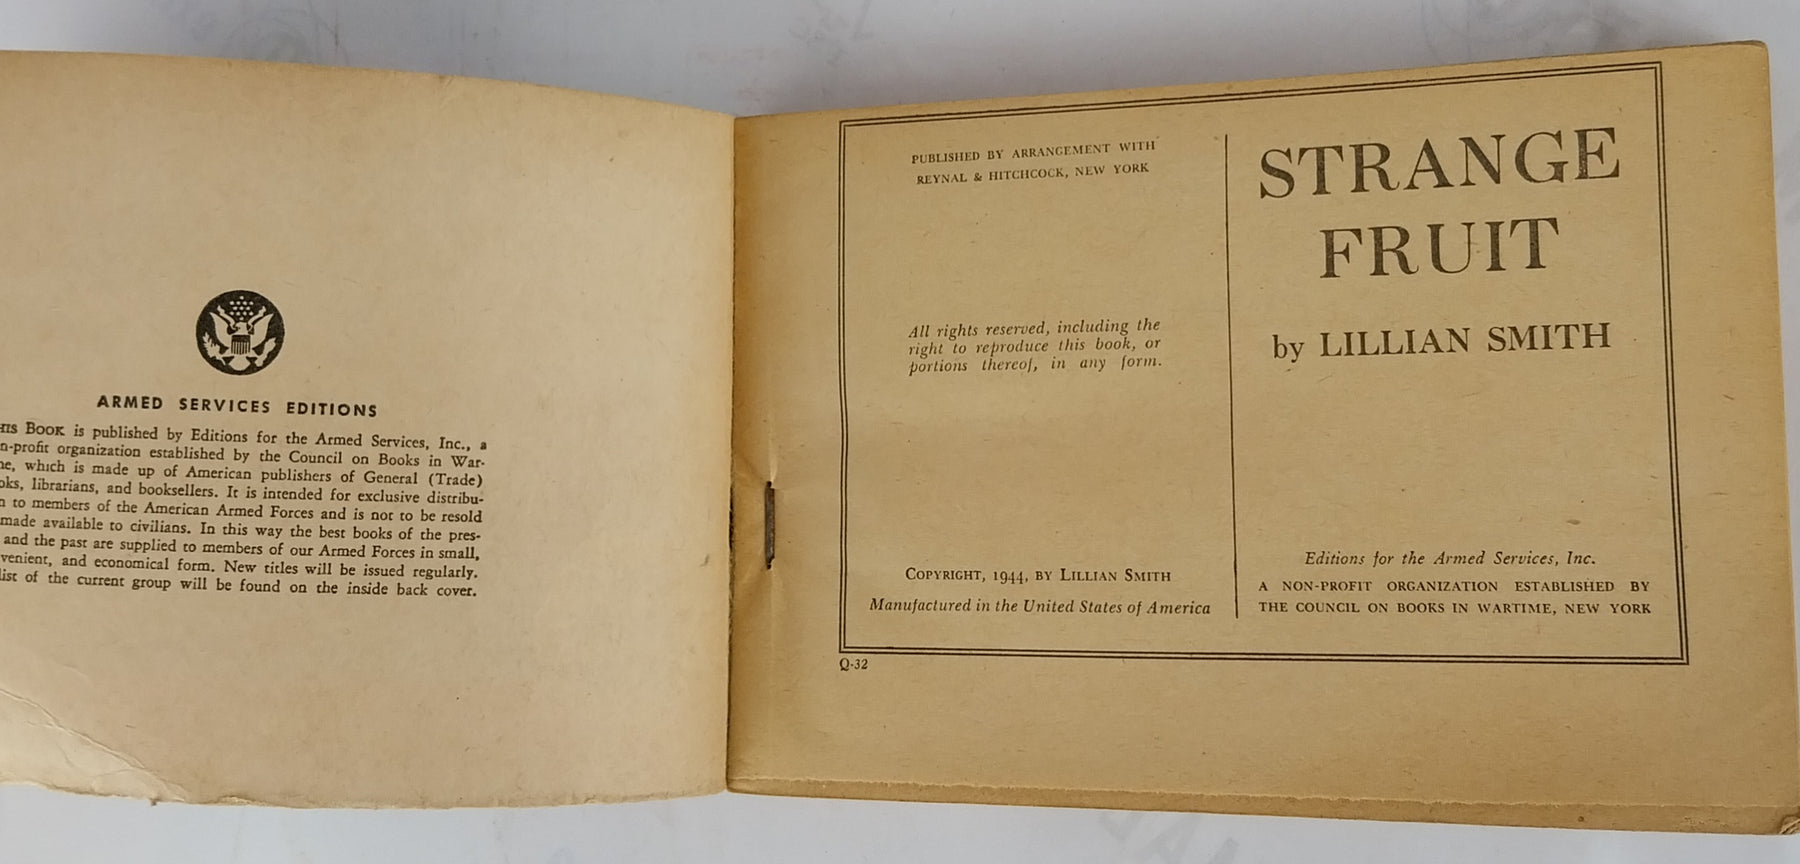 ARMED SERVICES EDITIONS
BOOK is published by Editions for the Armed Services, Inc., a
n-profit organization established by the Council on Books in War-
me, which is made up of American publishers of General (Trade)
oks, librarians, and booksellers. It is intended for exclusive distribu-
n to members of the American Armed Forces and is not to be resold
made available to civilians. In this way the best books of the pres-
and the past are supplied to members of our Armed Forces in small,
venient, and economical form. New titles will be issued regularly.
list of the current group will be found on the inside back cover.
PUBLISHED BY ARRANGEMENT WITH
REYNAL & HITCHCOCK, NEW YORK
All rights reserved, including the
right to reproduce this book, or
portions thereof, in any form.
COPYRIGHT, 1944, BY LILLIAN SMITH
Manufactured in the United States of America
Q-32
STRANGE
FRUIT
by LILLIAN SMITH
Editions for the Armed Services, Inc.
A NON-PROFIT ORGANIZATION ESTABLISHED BY
THE COUNCIL ON BOOKS IN WARTIME, NEW YORK